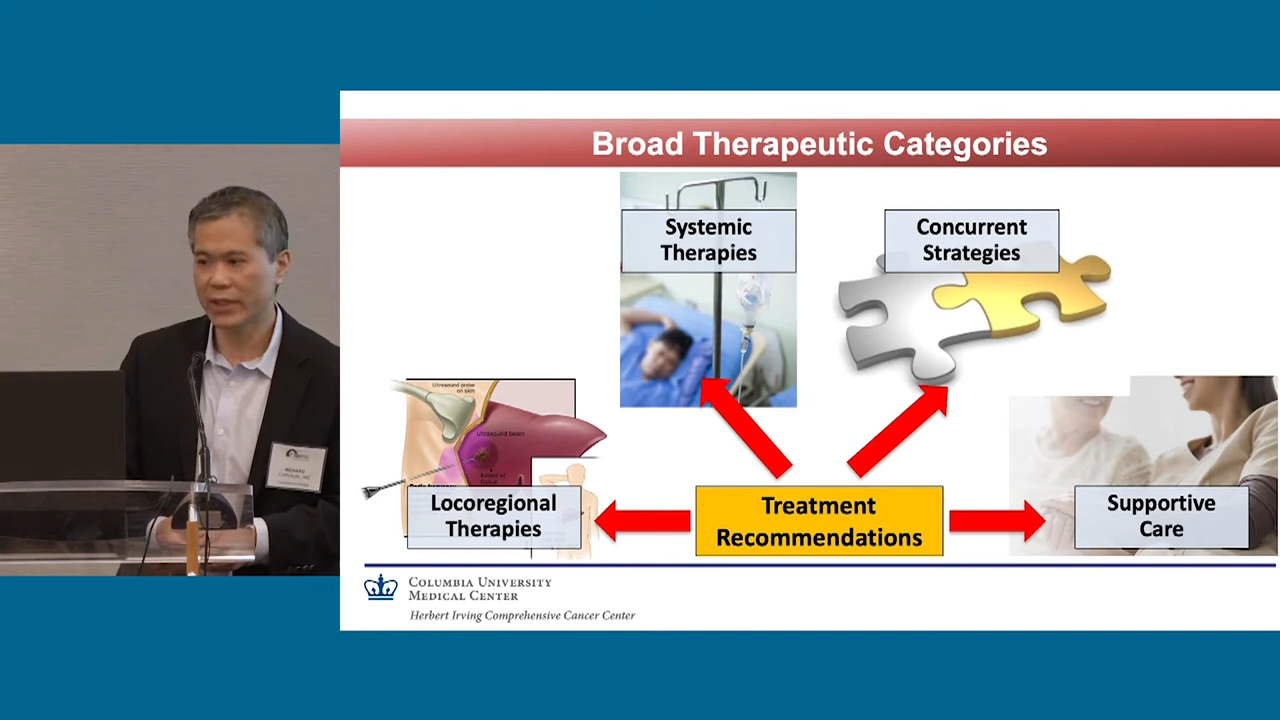 Broad Therapeutic Categories
Systemic
Therapies
Concurrent
Strategies
Ultrasound probe
on skin
Ultrasound beam
Locoregional
Therapies
Treatment
Recommendations
Supportive
Care
COLUMBIA UNIVERSITY
MEDICAL CENTER
Herbert Irving Comprehensive Cancer Center
RICHARD